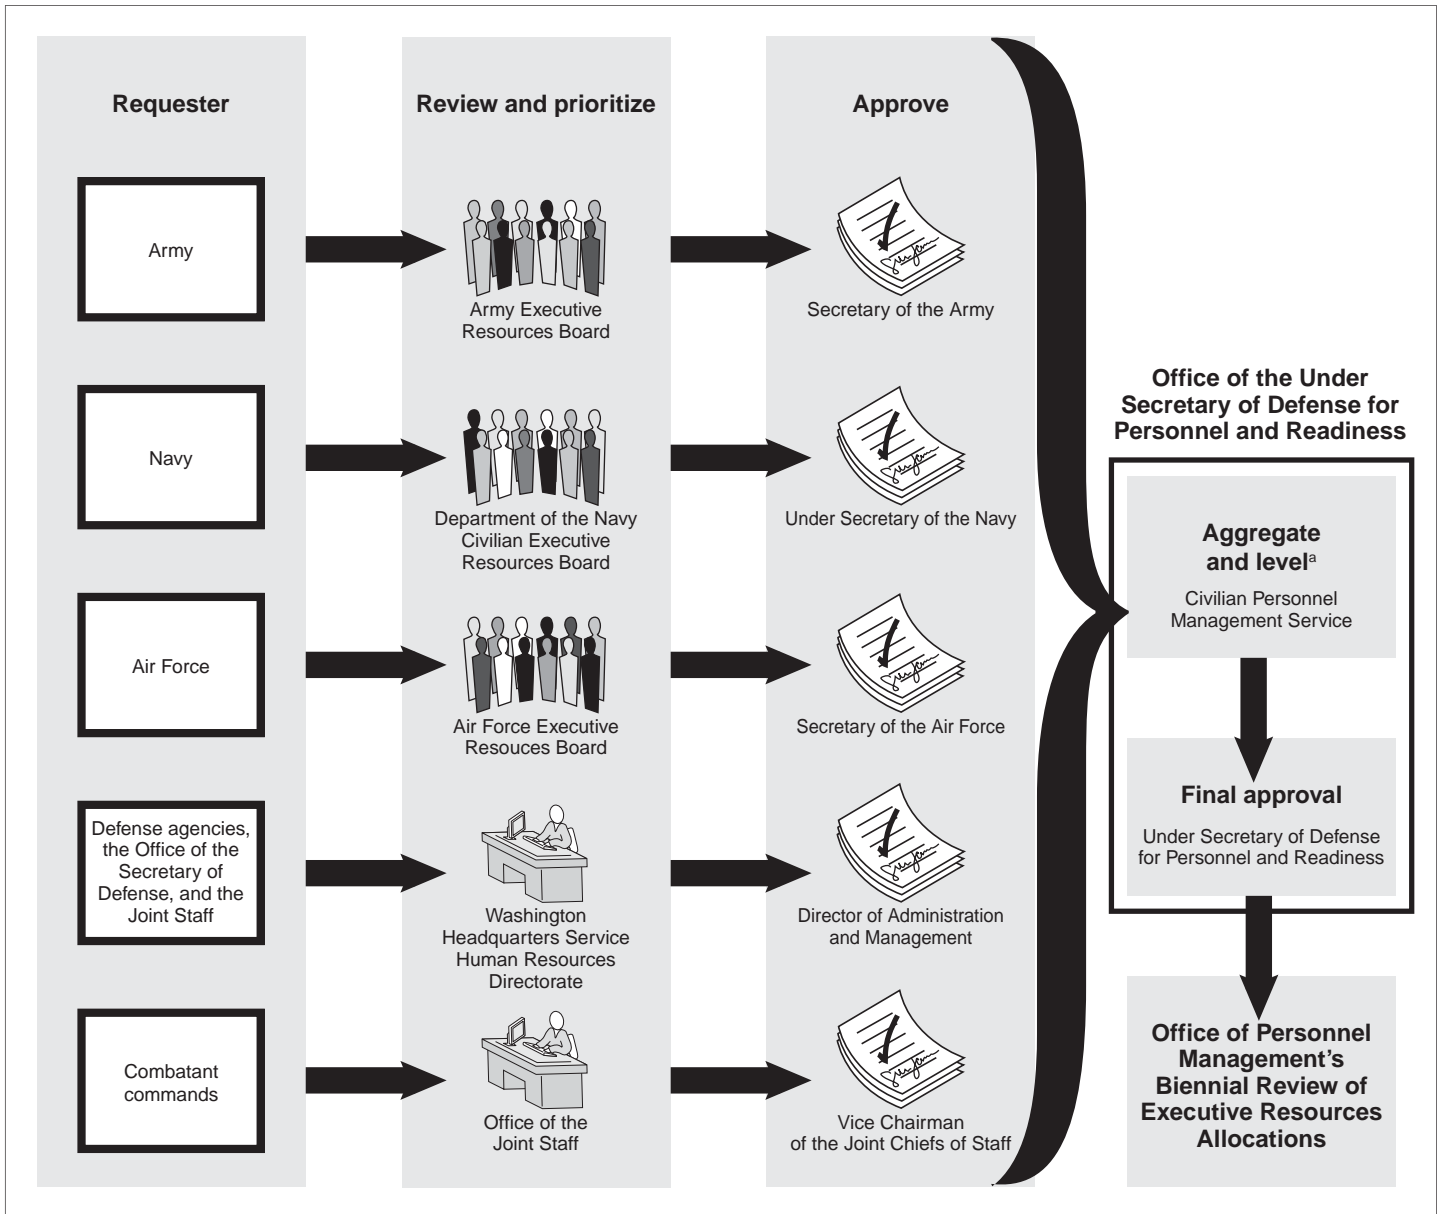 Requester
Review and prioritize
Approve
Army
Army Executive
Resources Board
Secretary of the Army
Navy
Department of the Navy
Civilian Executive
Resources Board
Under Secretary of the Navy
Air Force
Air Force Executive
Resouces Board
Secretary of the Air Force
Defense agencies,
the Office of the
Secretary of
Defense, and the
Joint Staff
Washington
Headquarters Service
Human Resources
Directorate
Director of Administration
and Management
Combatant
commands
Office of the
Joint Staff
Vice Chairman
of the Joint Chiefs of Staff
Office of the Under
Secretary of Defense for
Personnel and Readiness
Aggregate
and levelᵃ
Civilian Personnel
Management Service
Final approval
Under Secretary of Defense
for Personnel and Readiness
Office of Personnel
Management’s
Biennial Review of
Executive Resources
Allocations